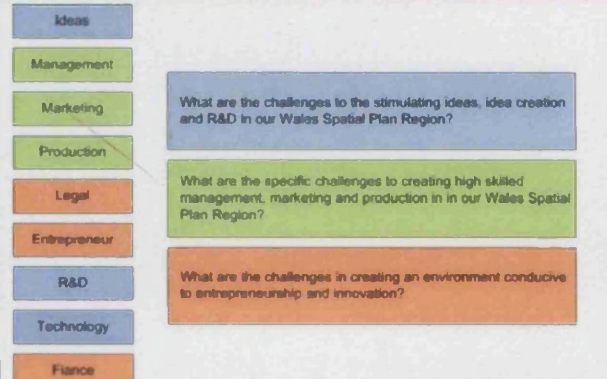 Ideas
Management
Marketing
Production
Legal
Entrepreneur
R&D
Technology
Fiance
What are the challenges to the stimulating ideas, idea creation
and R&D in our Wales Spatial Plan Region?
What are the specific challenges to creating high skilled
management, marketing and production in in our Wales Spatial
Plan Region?
What are the challenges in creating an environment conducive
to entrepreneurship and innovation?